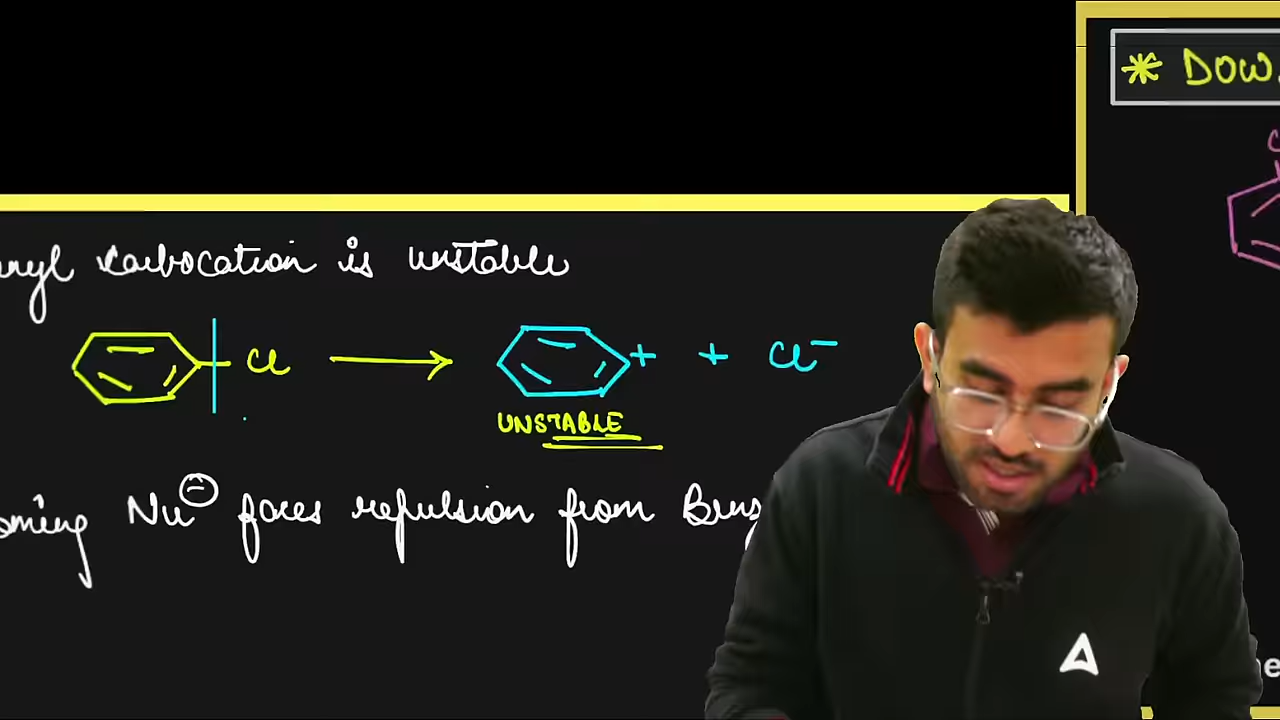 carbocation is unstable
Cl → + + Cl⁻
UNSTABLE
Nu⊖ faces repulsion from
* DOW